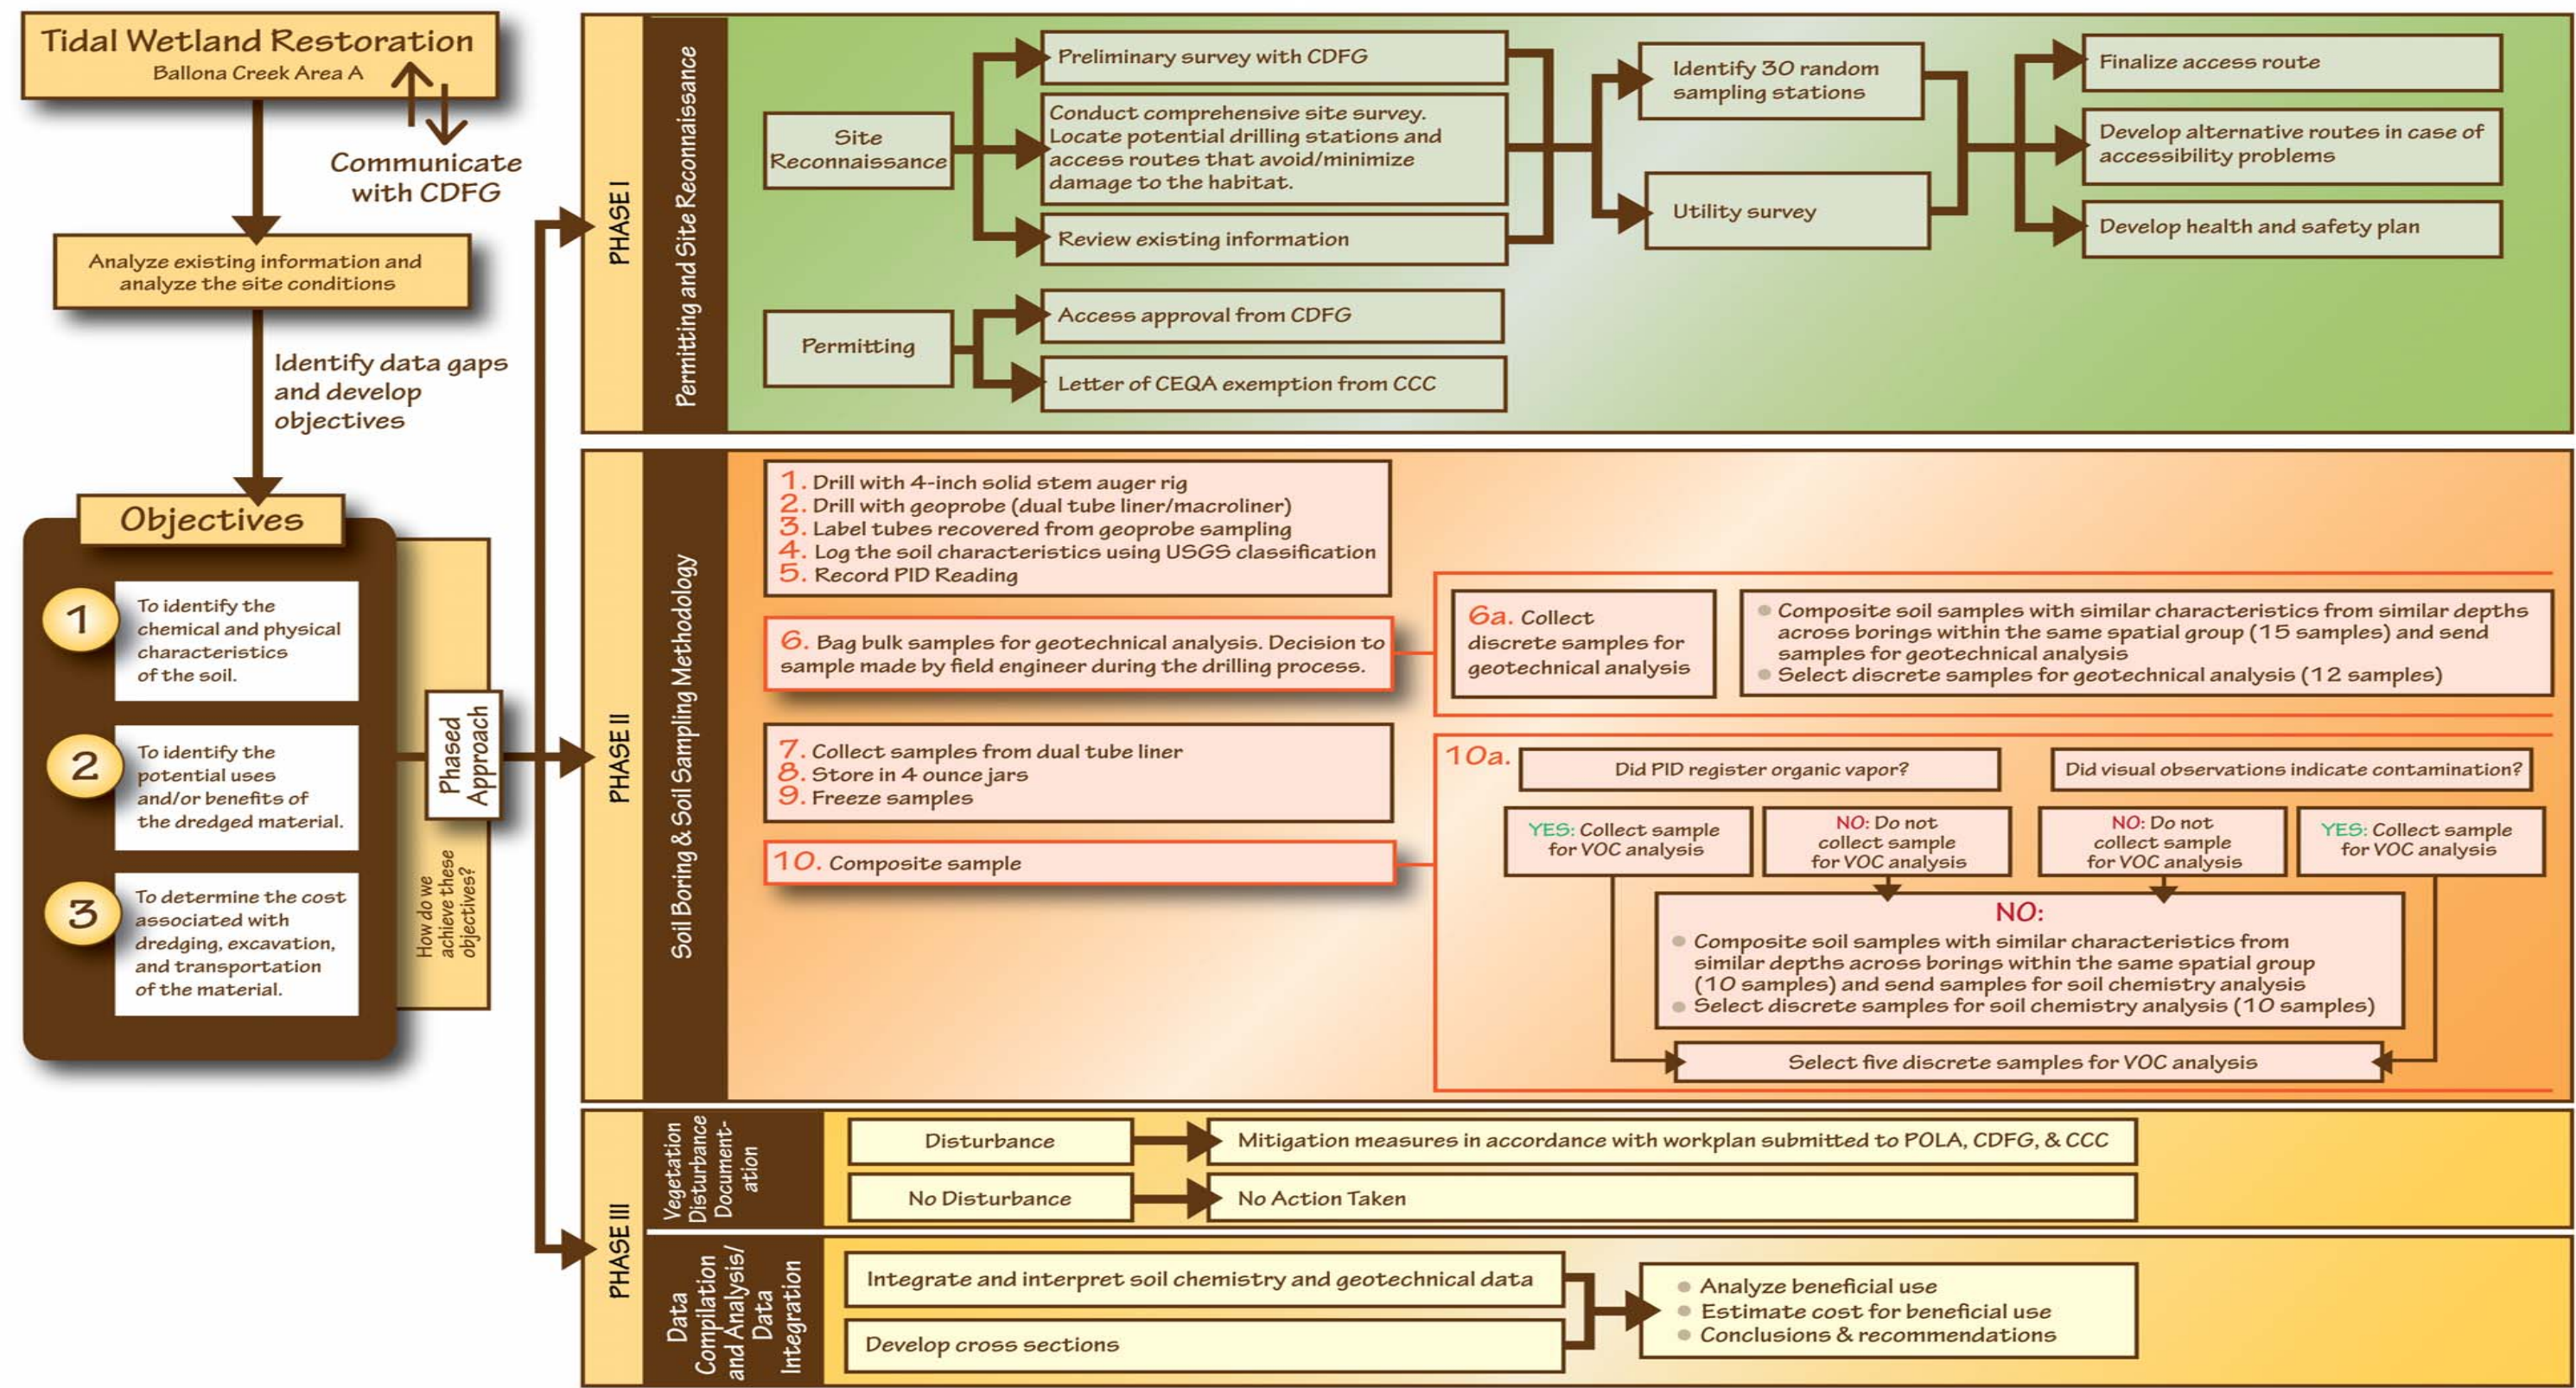 Tidal Wetland Restoration
Ballona Creek Area A
Communicate
with CDFG
Analyze existing information and
analyze the site conditions
Identify data gaps
and develop
objectives
Objectives
1
To identify the
chemical and physical
characteristics
of the soil.
2
To identify the
potential uses
and/or benefits of
the dredged material.
3
To determine the cost
associated with
dredging, excavation,
and transportation
of the material.
How do we
achieve these
objectives?
Phased
Approach
PHASE I
Permitting and Site Reconnaissance
Site
Reconnaissance
Preliminary survey with CDFG
Conduct comprehensive site survey.
Locate potential drilling stations and
access routes that avoid/minimize
damage to the habitat.
Review existing information
Identify 30 random
sampling stations
Utility survey
Finalize access route
Develop alternative routes in case of
accessibility problems
Develop health and safety plan
Permitting
Access approval from CDFG
Letter of CEQA exemption from CCC
PHASE II
Soil Boring & Soil Sampling Methodology
1. Drill with 4-inch solid stem auger rig
2. Drill with geoprobe (dual tube liner/macroliner)
3. Label tubes recovered from geoprobe sampling
4. Log the soil characteristics using USGS classification
5. Record PID Reading
6. Bag bulk samples for geotechnical analysis. Decision to
sample made by field engineer during the drilling process.
6a. Collect
discrete samples for
geotechnical analysis
● Composite soil samples with similar characteristics from similar depths
across borings within the same spatial group (15 samples) and send
samples for geotechnical analysis
● Select discrete samples for geotechnical analysis (12 samples)
7. Collect samples from dual tube liner
8. Store in 4 ounce jars
9. Freeze samples
10. Composite sample
10a.
Did PID register organic vapor?
Did visual observations indicate contamination?
YES: Collect sample
for VOC analysis
NO: Do not
collect sample
for VOC analysis
NO: Do not
collect sample
for VOC analysis
YES: Collect sample
for VOC analysis
NO:
● Composite soil samples with similar characteristics from
similar depths across borings within the same spatial group
(10 samples) and send samples for soil chemistry analysis
● Select discrete samples for soil chemistry analysis (10 samples)
Select five discrete samples for VOC analysis
PHASE III
Vegetation
Disturbance
Document-
ation
Disturbance
Mitigation measures in accordance with workplan submitted to POLA, CDFG, & CCC
No Disturbance
No Action Taken
Data
Compilation
and Analysis/
Data
Integration
Integrate and interpret soil chemistry and geotechnical data
Develop cross sections
● Analyze beneficial use
● Estimate cost for beneficial use
● Conclusions & recommendations